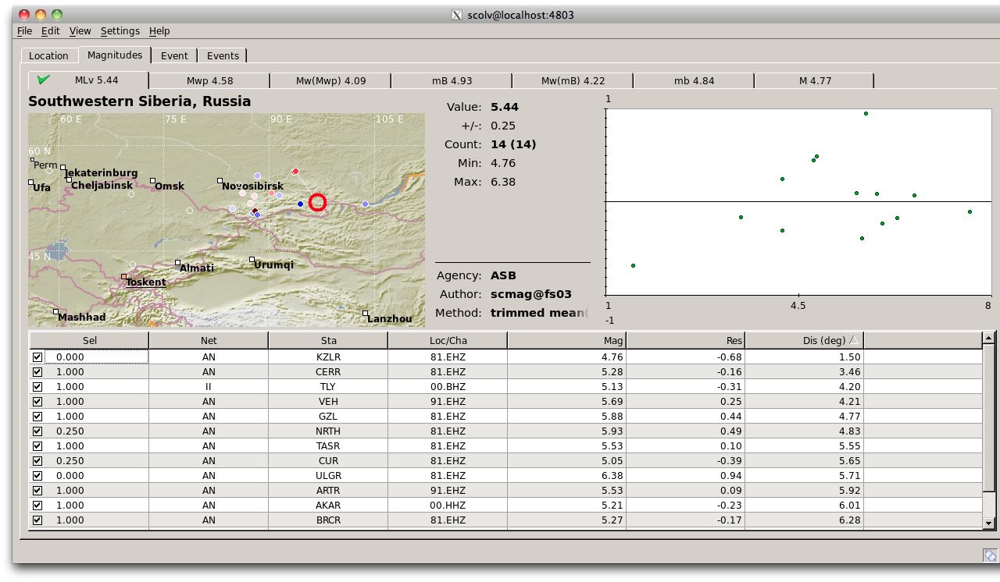 scolv@localhost:4803
File Edit View Settings Help
Location Magnitudes Event Events
MLv 5.44 Mwp 4.58 Mw(Mwp) 4.09 mB 4.93 Mw(mB) 4.22 mb 4.84 M 4.77
Southwestern Siberia, Russia
60 E 75 E 90 E 105 E
60 N
Perm
Jekaterinburg
Ufa Cheljabinsk Omsk Novosibirsk
45 N
Almati Urumqi
Toskent
Mashhad Lanzhou
Value: 5.44
+/-: 0.25
Count: 14 (14)
Min: 4.76
Max: 6.38
Agency: ASB
Author: scmag@fs03
Method: trimmed mean(
1
1 4.5 8
-1
Sel Net Sta Loc/Cha Mag Res Dis (deg)
0.000 AN KZLR 81.EHZ 4.76 -0.68 1.50
1.000 AN CERR 81.EHZ 5.28 -0.16 3.46
1.000 II TLY 00.BHZ 5.13 -0.31 4.20
1.000 AN VEH 91.EHZ 5.69 0.25 4.21
1.000 AN GZL 81.EHZ 5.88 0.44 4.77
0.250 AN NRTH 81.EHZ 5.93 0.49 4.83
1.000 AN TASR 81.EHZ 5.53 0.10 5.55
0.250 AN CUR 81.EHZ 5.05 -0.39 5.65
0.000 AN ULGR 81.EHZ 6.38 0.94 5.71
1.000 AN ARTR 91.EHZ 5.53 0.09 5.92
1.000 AN AKAR 00.HHZ 5.21 -0.23 6.01
1.000 AN BRCR 81.EHZ 5.27 -0.17 6.28